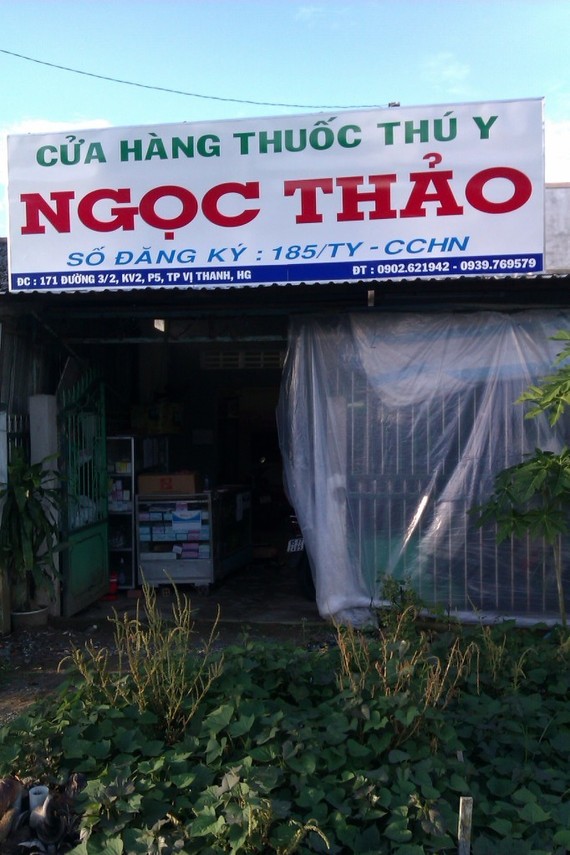 CỬA HÀNG THUỐC THÚ Y
NGỌC THẢO
SỐ ĐĂNG KÝ : 185/TY - CCHN
ĐC : 171 ĐƯỜNG 3/2, KV2, P5, TP VỊ THANH, HG ĐT : 0902.621942 - 0939.769579